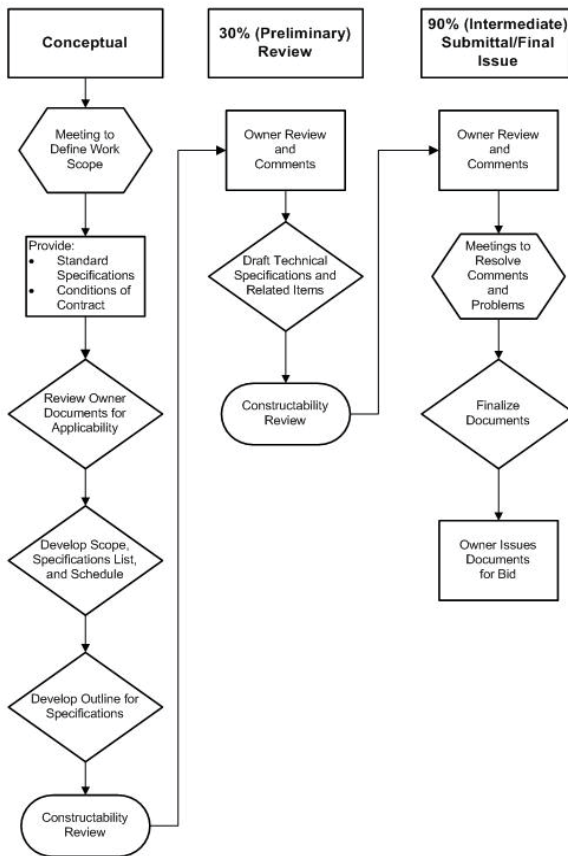 Conceptual
Meeting to
Define Work
Scope
Provide:
• Standard
Specifications
• Conditions of
Contract
Review Owner
Documents for
Applicability
Develop Scope,
Specifications List,
and Schedule
Develop Outline for
Specifications
Constructability
Review
30% (Preliminary)
Review
Owner Review
and
Comments
Draft Technical
Specifications and
Related Items
Constructability
Review
90% (Intermediate)
Submittal/Final
Issue
Owner Review
and
Comments
Meetings to
Resolve
Comments
and
Problems
Finalize
Documents
Owner Issues
Documents
for Bid